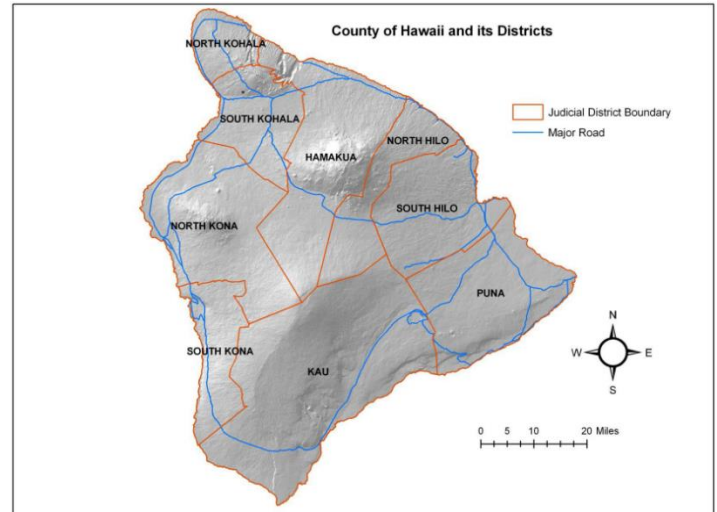 County of Hawaii and its Districts
NORTH KOHALA
Judicial District Boundary
SOUTH KOHALA
Major Road
NORTH HILO
HAMAKUA
SOUTH HILO
NORTH KONA
PUNA
N
W E
S
SOUTH KONA
KAU
0 5 10 20 Miles